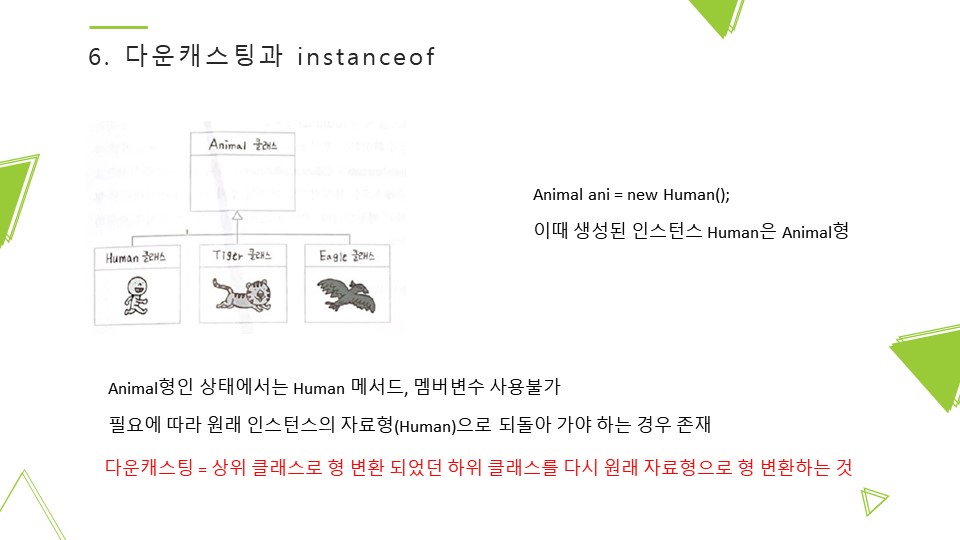 6. 다운캐스팅과 instanceof
Animal 클래스
Human 클래스
Tiger 클래스
Eagle 클래스
Animal ani = new Human();
이때 생성된 인스턴스 Human은 Animal형
Animal형인 상태에서는 Human 메서드, 멤버변수 사용불가
필요에 따라 원래 인스턴스의 자료형(Human)으로 되돌아 가야 하는 경우 존재
다운캐스팅 = 상위 클래스로 형 변환 되었던 하위 클래스를 다시 원래 자료형으로 형 변환하는 것